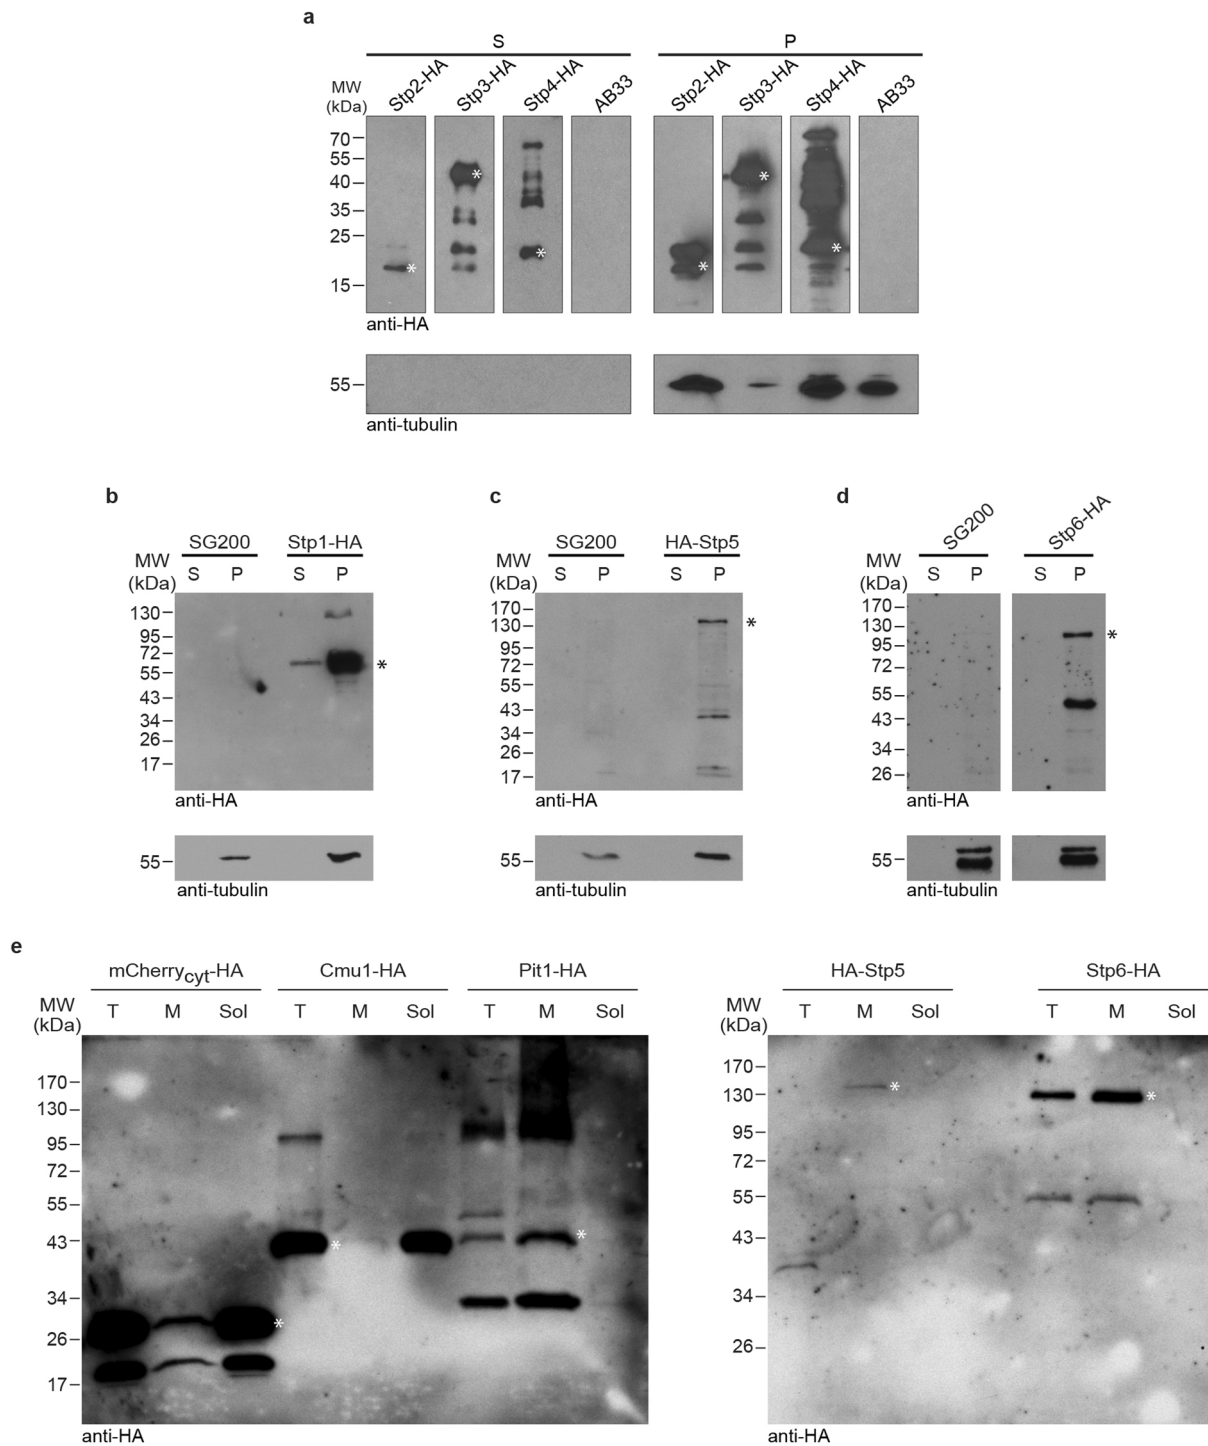 a
S P
MW
(kDa)
Stp2-HA Stp3-HA Stp4-HA AB33 Stp2-HA Stp3-HA Stp4-HA AB33
70
55
40
35
25
15
* * * * * *
anti-HA
55
anti-tubulin
b
SG200 Stp1-HA
MW
(kDa)
S P S P
130
95
72
55
43
34
26
17
*
anti-HA
55
anti-tubulin
c
SG200 HA-Stp5
MW
(kDa)
S P S P
170
130
95
72
55
43
34
26
17
*
anti-HA
55
anti-tubulin
d
SG200 Stp6-HA
MW
(kDa)
S P S P
170
130
95
72
55
43
34
26
*
anti-HA
55
anti-tubulin
e
mCherrycyt-HA Cmu1-HA Pit1-HA
MW
(kDa)
T M Sol T M Sol T M Sol
170
130
95
72
55
43
34
26
17
* * *
anti-HA
HA-Stp5 Stp6-HA
MW
(kDa)
T M Sol T M Sol
170
130
95
72
55
43
34
26
* *
anti-HA